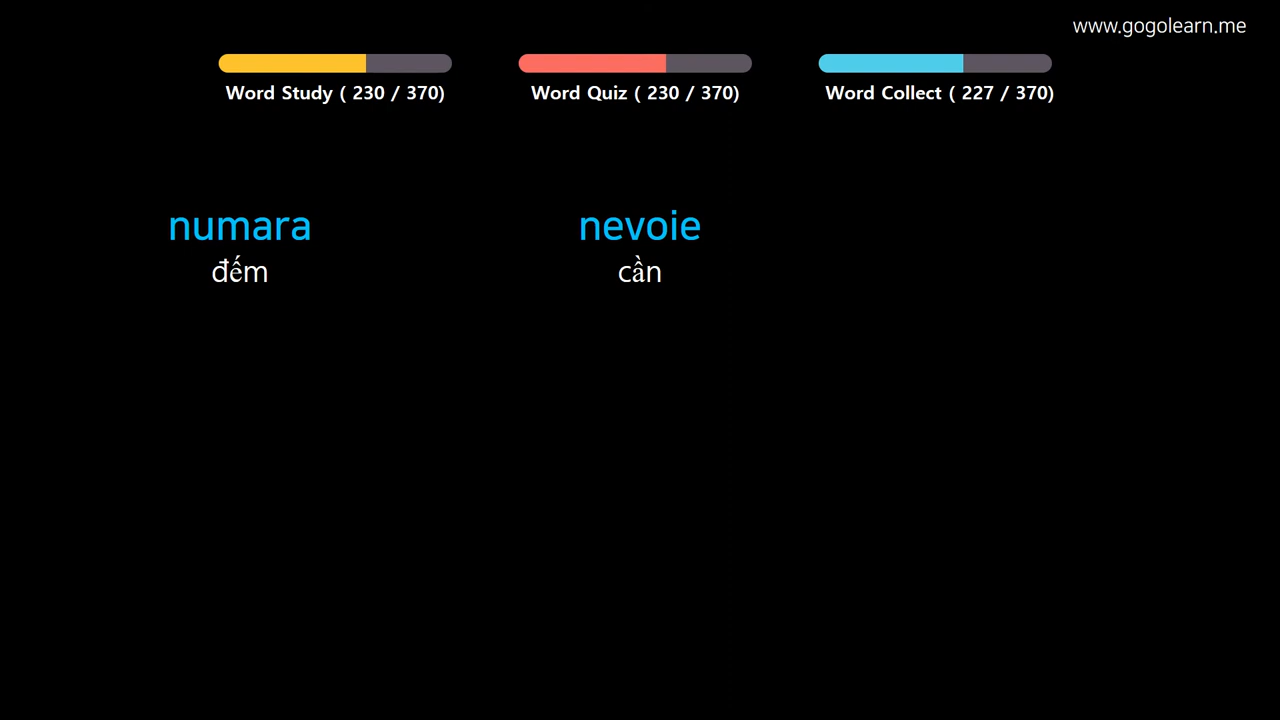 www.gogolearn.me
Word Study ( 230 / 370)
Word Quiz ( 230 / 370)
Word Collect ( 227 / 370)
numara
đếm
nevoie
cần